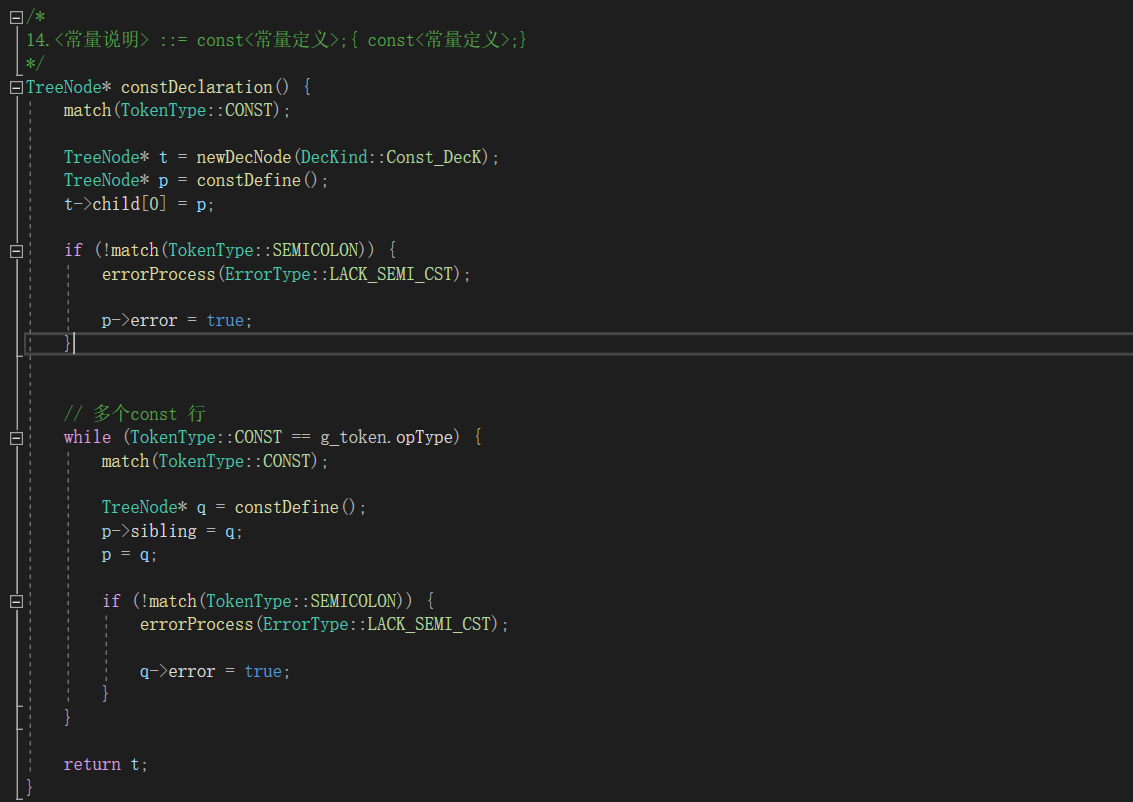 /*
14.<常量说明> ::= const<常量定义>;{ const<常量定义>;}
*/
TreeNode* constDeclaration() {
match(TokenType::CONST);
TreeNode* t = newDecNode(DecKind::Const_DecK);
TreeNode* p = constDefine();
t->child[0] = p;
if (!match(TokenType::SEMICOLON)) {
errorProcess(ErrorType::LACK_SEMI_CST);
p->error = true;
}
// 多个const 行
while (TokenType::CONST == g_token.opType) {
match(TokenType::CONST);
TreeNode* q = constDefine();
p->sibling = q;
p = q;
if (!match(TokenType::SEMICOLON)) {
errorProcess(ErrorType::LACK_SEMI_CST);
q->error = true;
}
}
return t;
}